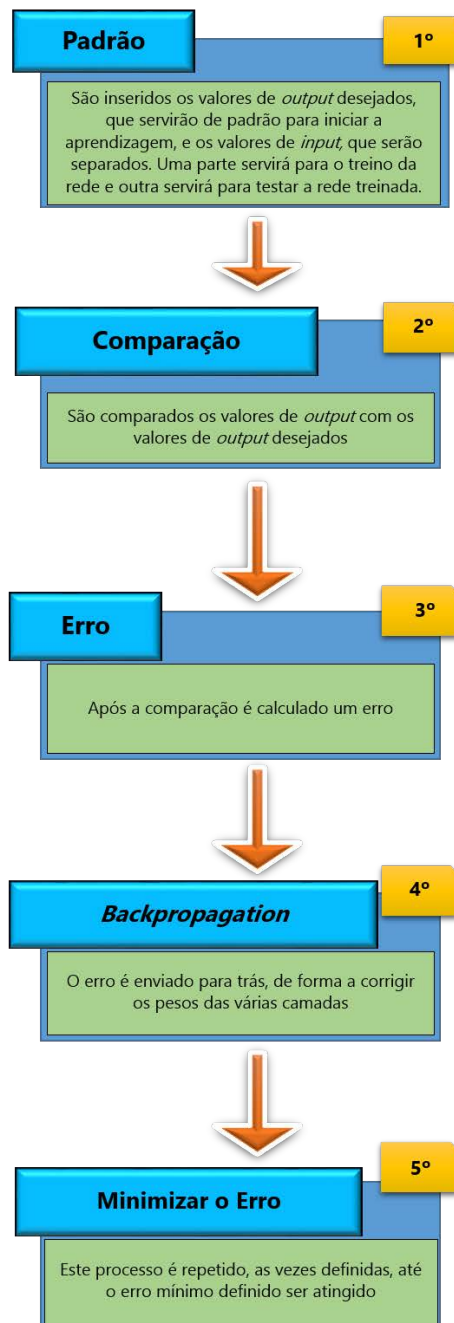 Padrão
1º
São inseridos os valores de output desejados,
que servirão de padrão para iniciar a
aprendizagem, e os valores de input, que serão
separados. Uma parte servirá para o treino da
rede e outra servirá para testar a rede treinada.
Comparação
2º
São comparados os valores de output com os
valores de output desejados
Erro
3º
Após a comparação é calculado um erro
Backpropagation
4º
O erro é enviado para trás, de forma a corrigir
os pesos das várias camadas
Minimizar o Erro
5º
Este processo é repetido, as vezes definidas, até
o erro mínimo definido ser atingido